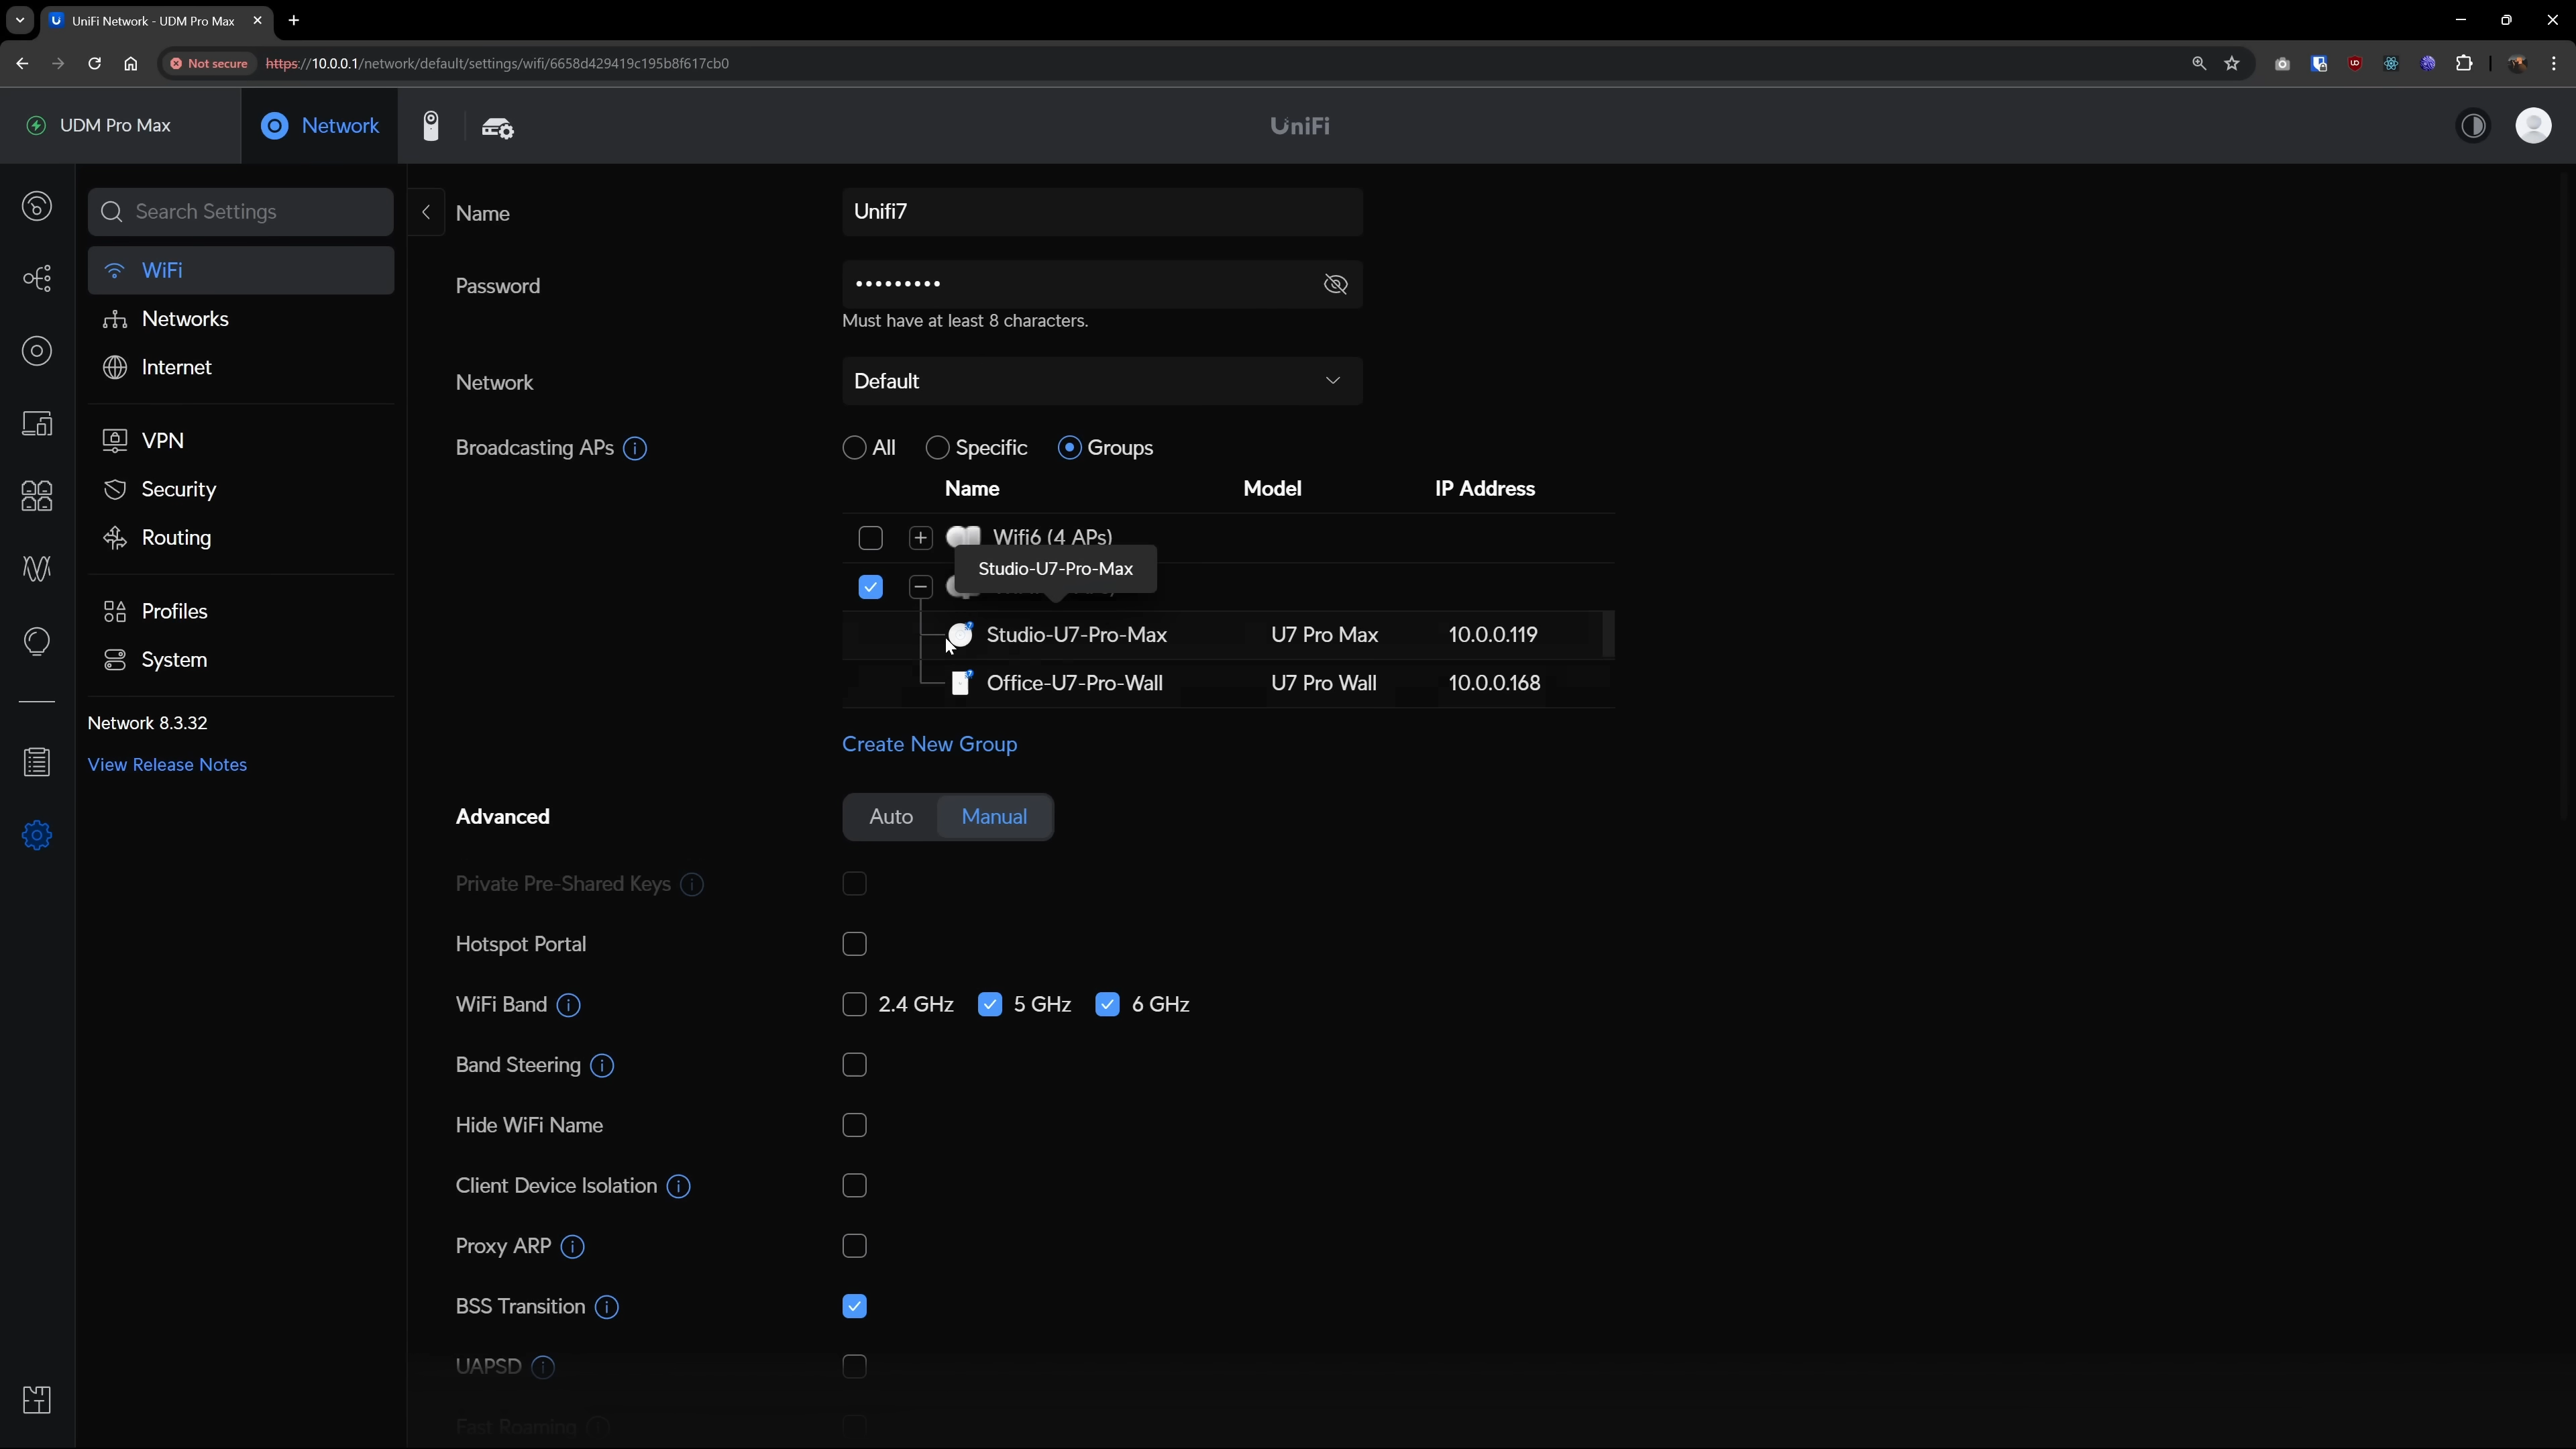 UniFi Network - UDM Pro Max
Not secure https://10.0.0.1/network/default/settings/wifi/6658d429419c195b8f617cb0
UDM Pro Max
Network
UniFi
Search Settings
WiFi
Networks
Internet
VPN
Security
Routing
Profiles
System
Network 8.3.32
View Release Notes
Name Unifi7
Password •••••••••
Must have at least 8 characters.
Network Default
Broadcasting APs All Specific Groups
Name Model IP Address
Wifi6 (4 APs)
Studio-U7-Pro-Max
Studio-U7-Pro-Max U7 Pro Max 10.0.0.119
Office-U7-Pro-Wall U7 Pro Wall 10.0.0.168
Create New Group
Advanced Auto Manual
Private Pre-Shared Keys
Hotspot Portal
WiFi Band 2.4 GHz 5 GHz 6 GHz
Band Steering
Hide WiFi Name
Client Device Isolation
Proxy ARP
BSS Transition
UAPSD
Fast Roaming